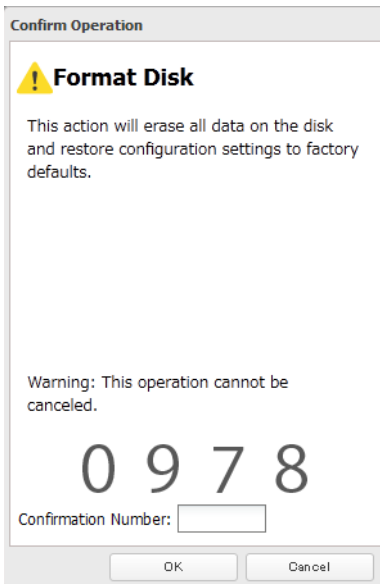 Confirm Operation
Format Disk
This action will erase all data on the disk
and restore configuration settings to factory
defaults.
Warning: This operation cannot be
canceled.
0 9 7 8
Confirmation Number:
OK Cancel